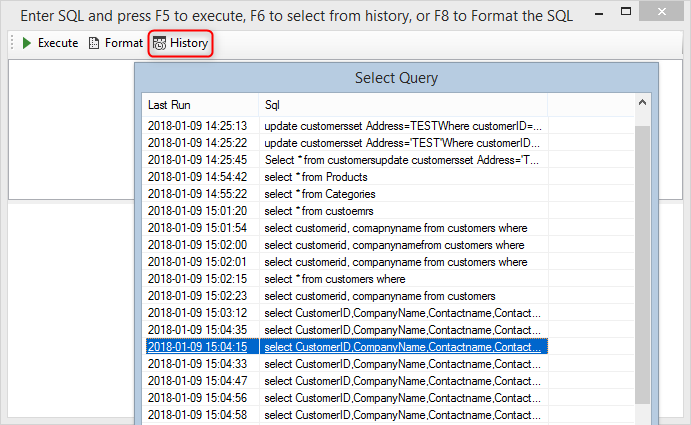 Enter SQL and press F5 to execute, F6 to select from history, or F8 to Format the SQL
Execute Format History
Select Query
Last Run Sql
2018-01-09 14:25:13 update customersset Address=TESTWhere customerID=...
2018-01-09 14:25:22 update customersset Address='TEST'Where customerID...
2018-01-09 14:25:45 Select * from customersupdate customersset Address='T...
2018-01-09 14:54:42 select * from Products
2018-01-09 14:55:22 select * from Categories
2018-01-09 15:01:20 select * from custoemrs
2018-01-09 15:01:54 select customerid, comapnyname from customers where
2018-01-09 15:02:00 select customerid, companynamefrom customers where
2018-01-09 15:02:01 select customerid, companyname from customers where
2018-01-09 15:02:15 select * from customers where
2018-01-09 15:02:23 select customerid, companyname from customers
2018-01-09 15:03:12 select CustomerID,CompanyName,Contactname,Contact...
2018-01-09 15:04:35 select CustomerID,CompanyName,Contactname,Contact...
2018-01-09 15:04:15 select CustomerID,CompanyName,Contactname,Contact...
2018-01-09 15:04:33 select CustomerID,CompanyName,Contactname,Contact...
2018-01-09 15:04:47 select CustomerID,CompanyName,Contactname,Contact...
2018-01-09 15:04:56 select CustomerID,CompanyName,Contactname,Contact...
2018-01-09 15:04:58 select CustomerID,CompanyName,Contactname,Contact...